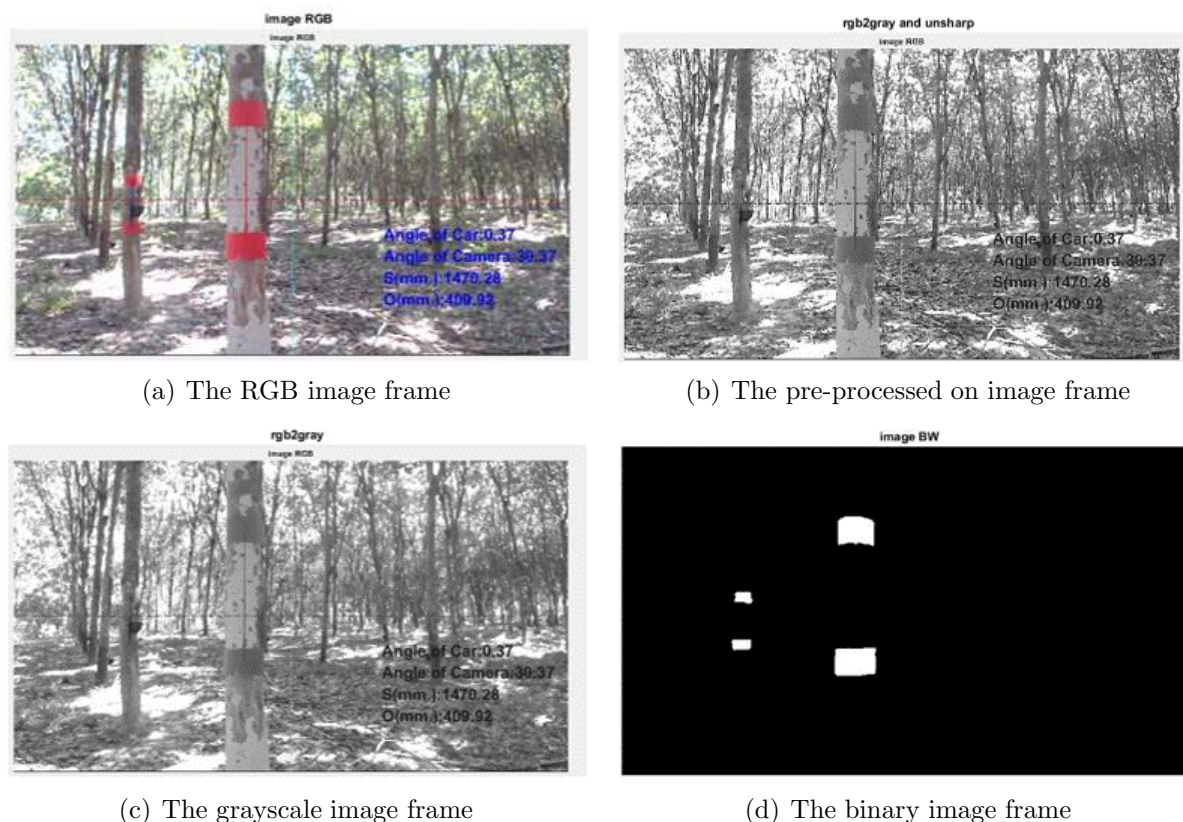 image RGB
image RGB
Angle of Car:0.37
Angle of Camera:30.37
S(mm.):1470.28
O(mm.):409.92
(a) The RGB image frame
rgb2gray and unsharp
image RGB
Angle of Car:0.37
Angle of Camera:30.37
S(mm.):1470.28
O(mm.):409.92
(b) The pre-processed on image frame
rgb2gray
image RGB
Angle of Car:0.37
Angle of Camera:30.37
S(mm.):1470.28
O(mm.):409.92
(c) The grayscale image frame
image BW
(d) The binary image frame